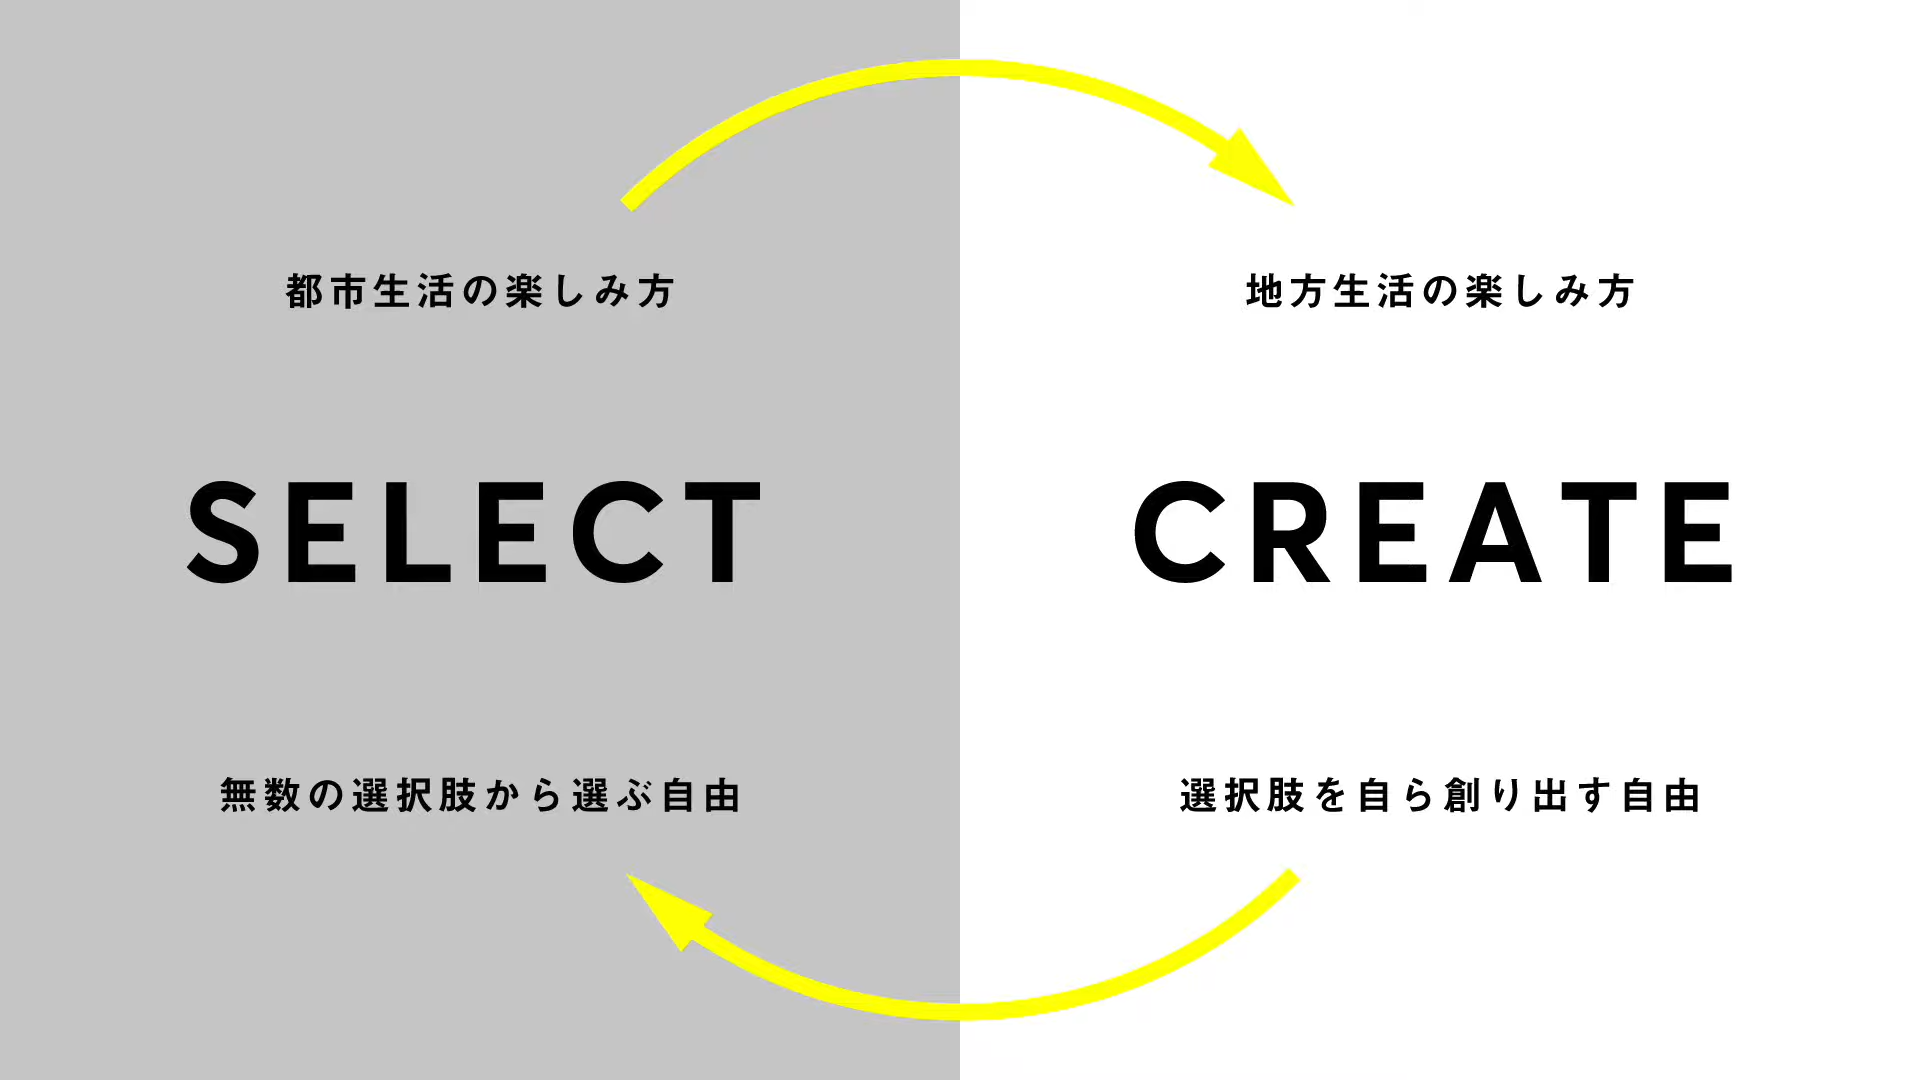 都市生活の楽しみ方
SELECT
無数の選択肢から選ぶ自由
地方生活の楽しみ方
CREATE
選択肢を自ら創り出す自由